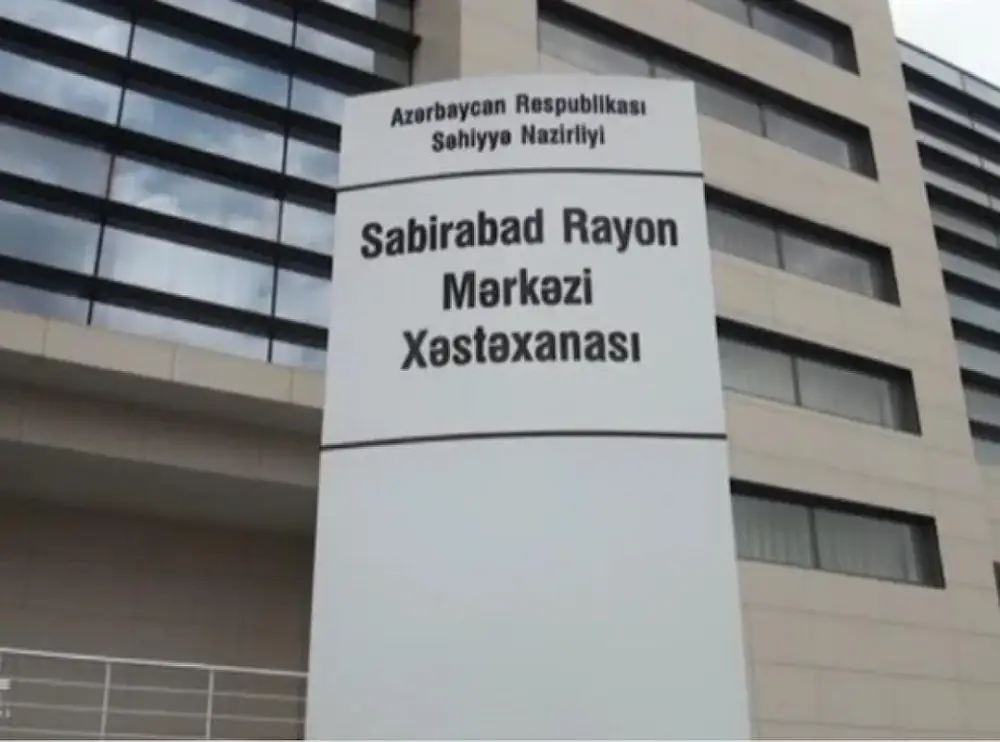 Azərbaycan Respublikası
Səhiyyə Nazirliyi
Sabirabad Rayon
Mərkəzi
Xəstəxanası